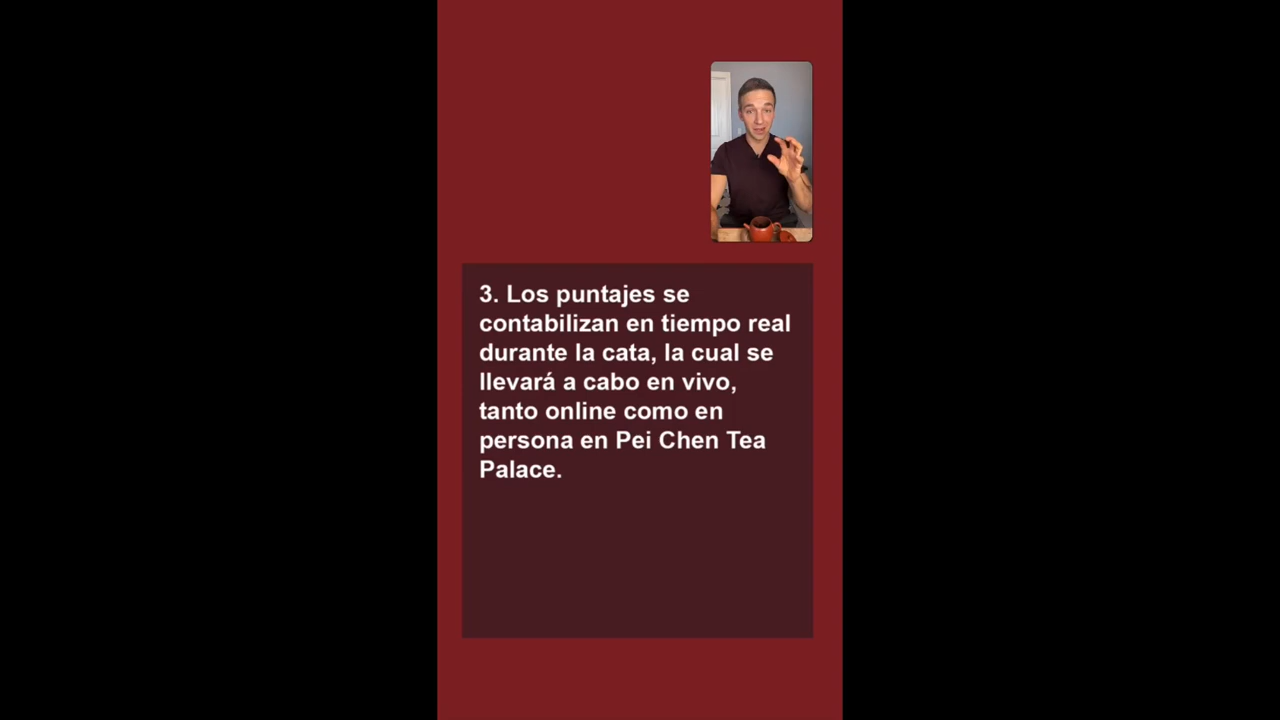 3. Los puntajes se
contabilizan en tiempo real
durante la cata, la cual se
llevará a cabo en vivo,
tanto online como en
persona en Pei Chen Tea
Palace.